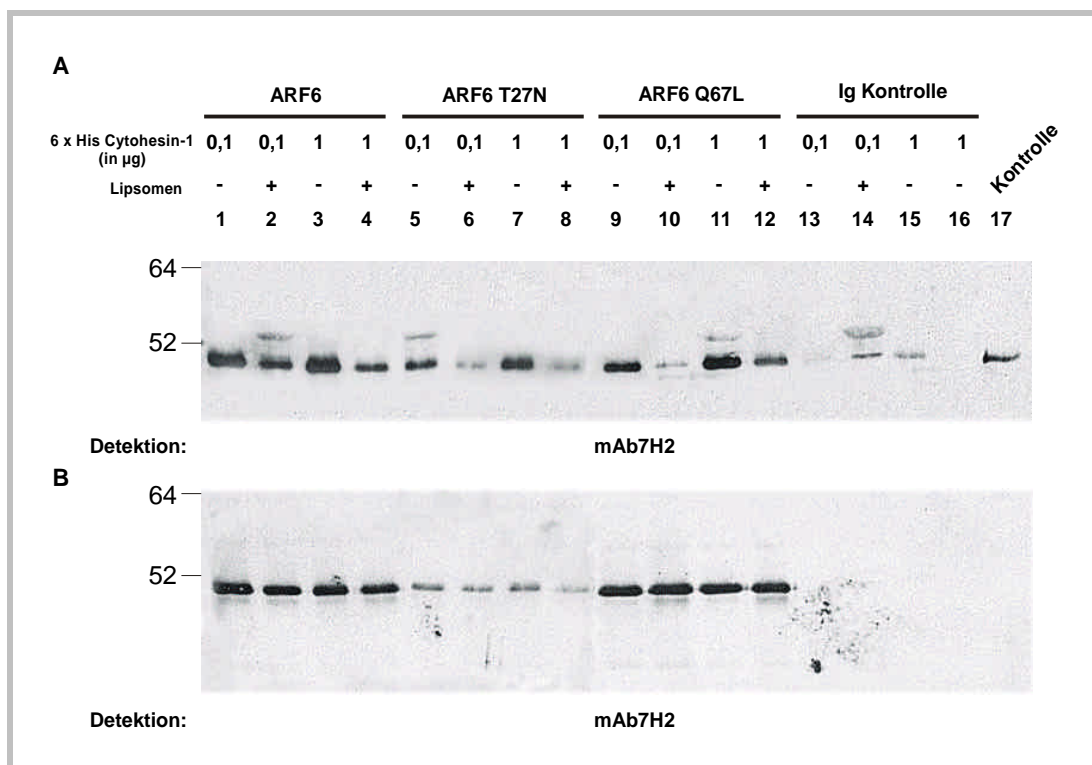 A
ARF6 ARF6 T27N ARF6 Q67L Ig Kontrolle
6 x His Cytohesin-1 0,1 0,1 1 1 0,1 0,1 1 1 0,1 0,1 1 1 0,1 0,1 1 1 Kontrolle
(in µg)
Lipsomen - + - + - + - + - + - + - + - -
1 2 3 4 5 6 7 8 9 10 11 12 13 14 15 16 17
64
52
Detektion: mAb7H2
B
64
52
Detektion: mAb7H2